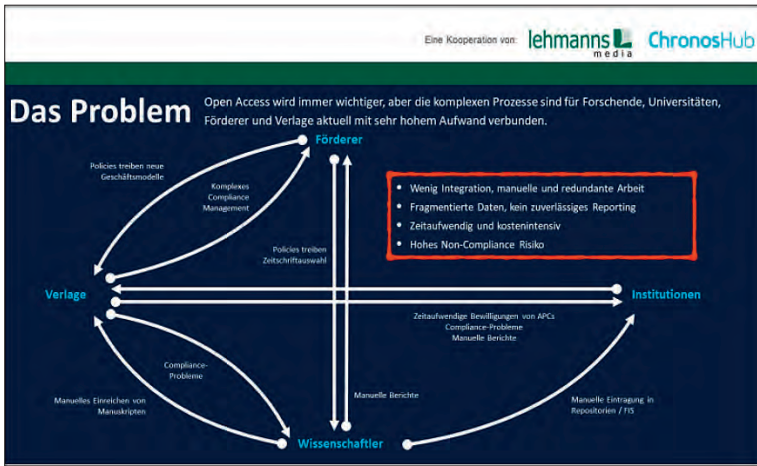 Eine Kooperation von:
lehmanns
media
ChronosHub
Das Problem
Open Access wird immer wichtiger, aber die komplexen Prozesse sind für Forschende, Universitäten,
Förderer und Verlage aktuell mit sehr hohem Aufwand verbunden.
Förderer
Policies treiben neue
Geschäftsmodelle
Komplexes
Compliance
Management
• Wenig Integration, manuelle und redundante Arbeit
• Fragmentierte Daten, kein zuverlässiges Reporting
• Zeitaufwendig und kostenintensiv
• Hohes Non-Compliance Risiko
Policies treiben
Zeitschriftauswahl
Verlage
Institutionen
Zeitaufwendige Bewilligungen von APCs
Compliance-Probleme
Manuelle Berichte
Compliance-
Probleme
Manuelles Einreichen von
Manuskripten
Manuelle Berichte
Manuelle Eintragung in
Repositorien / FIS
Wissenschaftler